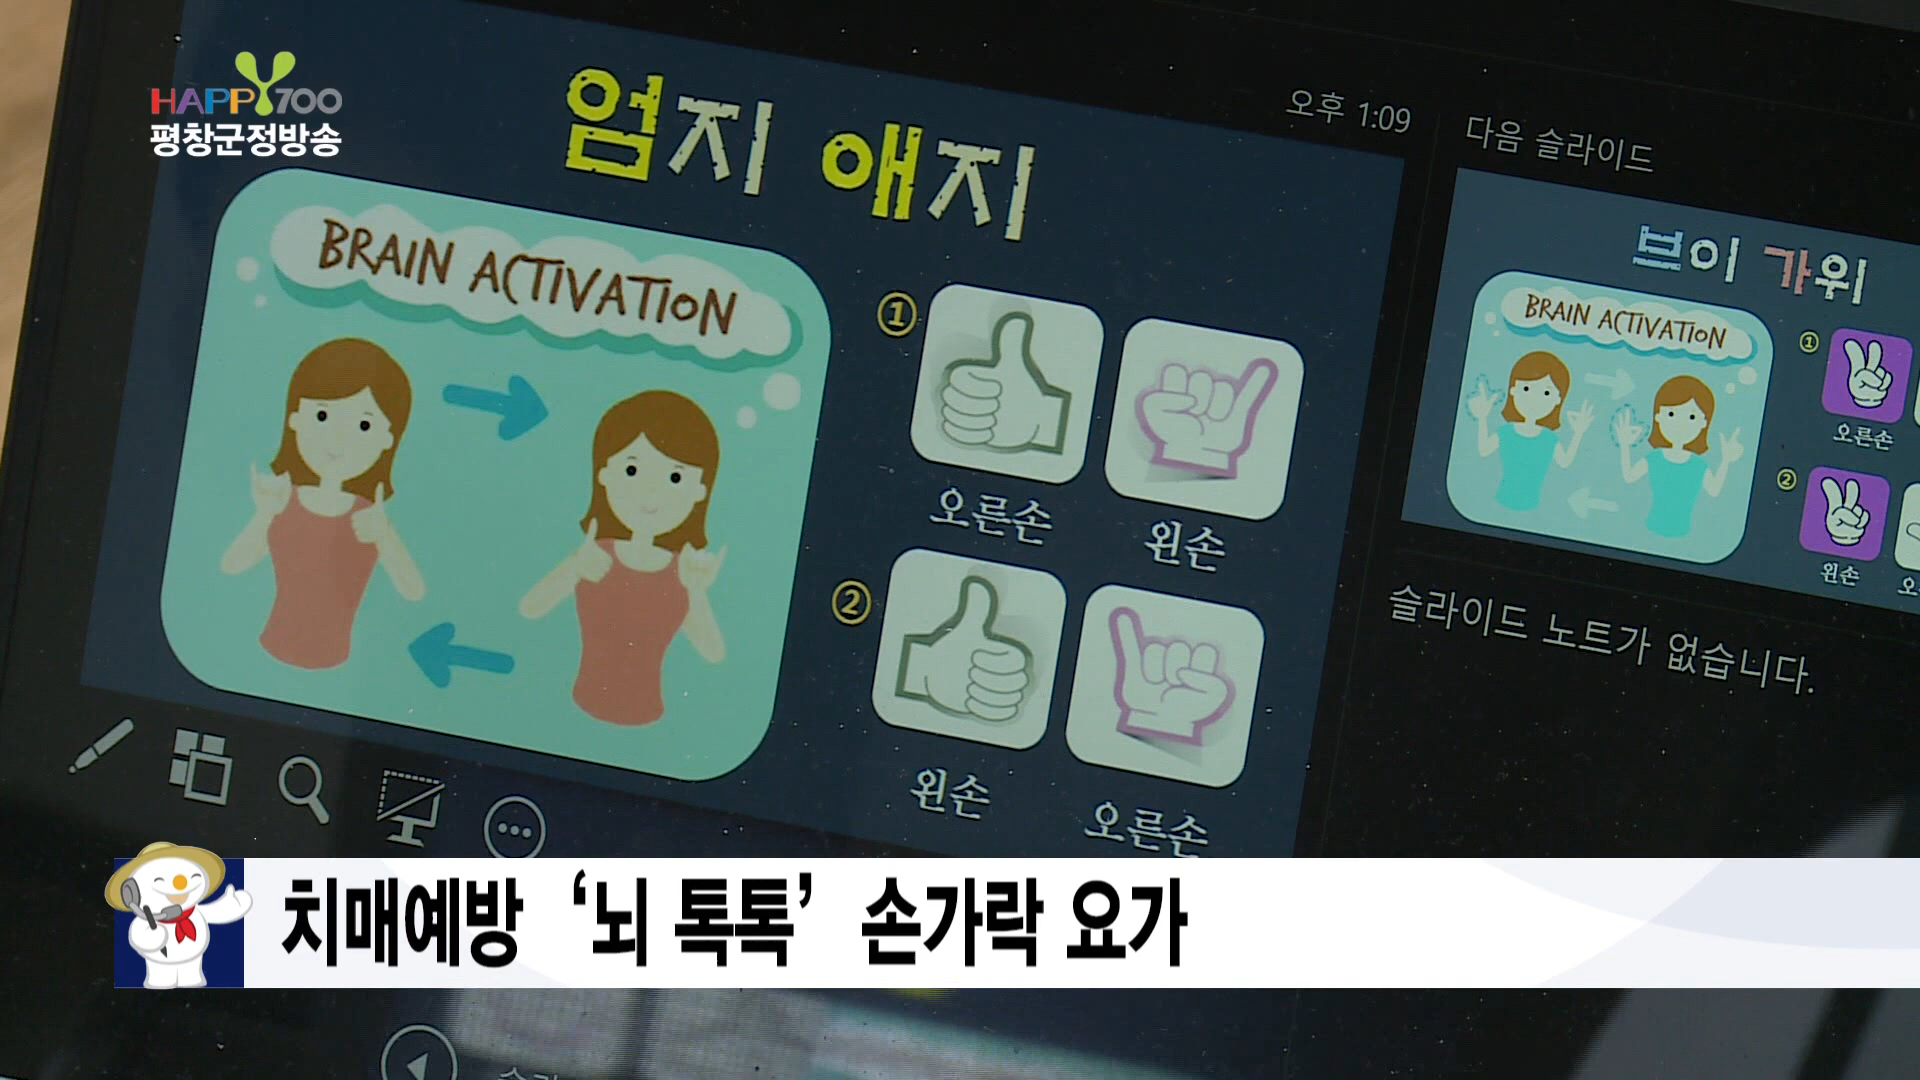 HAPPY700
평창군정방송
엄지 애지
오후 1:09
다음 슬라이드
BRAIN ACTIVATION
①
오른손
왼손
②
왼손
오른손
브이 가위
BRAIN ACTIVATION
①
오른손
②
왼손
슬라이드 노트가 없습니다.
치매예방 ‘뇌 톡톡’ 손가락 요가